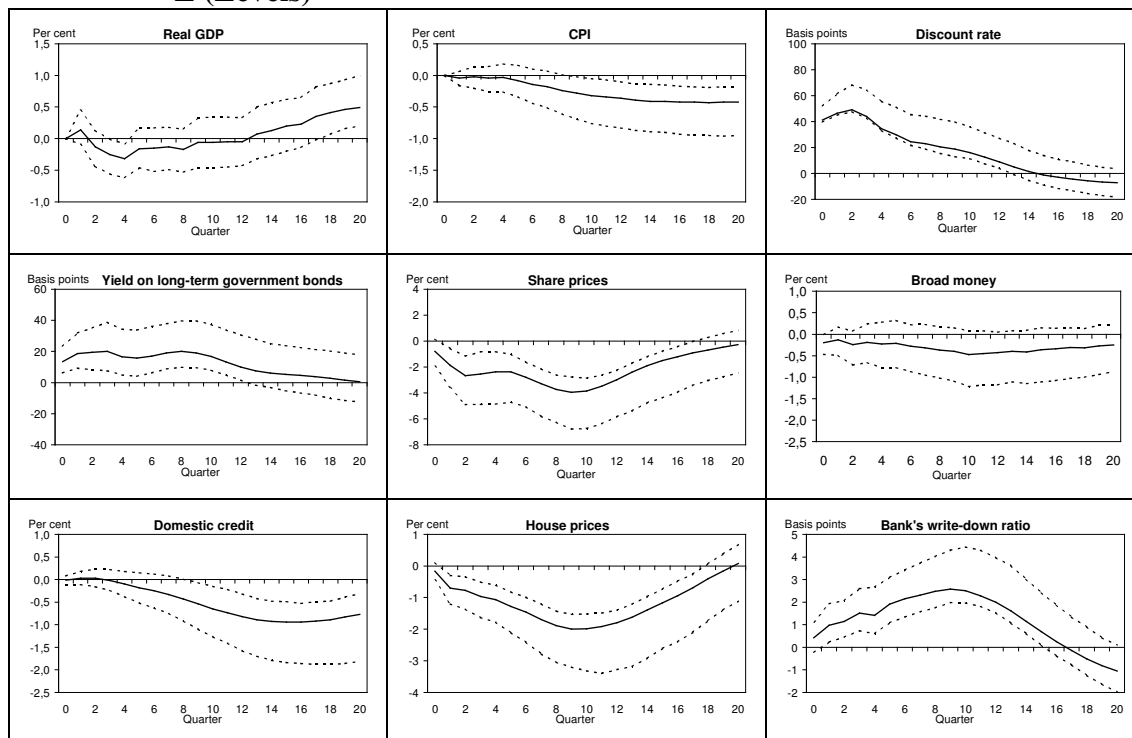 (Levels)
Per cent
Real GDP
1,5
1,0
0,5
0,0
-0,5
-1,0
0 2 4 6 8 10 12 14 16 18 20
Quarter
Per cent
CPI
0,5
0,0
-0,5
-1,0
-1,5
-2,0
0 2 4 6 8 10 12 14 16 18 20
Quarter
Basis points
Discount rate
100
80
60
40
20
0
-20
0 2 4 6 8 10 12 14 16 18 20
Quarter
Basis points
Yield on long-term government bonds
60
40
20
0
-20
-40
0 2 4 6 8 10 12 14 16 18 20
Quarter
Per cent
Share prices
4
2
0
-2
-4
-6
-8
0 2 4 6 8 10 12 14 16 18 20
Quarter
Per cent
Broad money
1,0
0,5
0,0
-0,5
-1,0
-1,5
-2,0
-2,5
0 2 4 6 8 10 12 14 16 18 20
Quarter
Per cent
Domestic credit
1,0
0,5
0,0
-0,5
-1,0
-1,5
-2,0
-2,5
0 2 4 6 8 10 12 14 16 18 20
Quarter
Per cent
House prices
1
0
-1
-2
-3
-4
0 2 4 6 8 10 12 14 16 18 20
Quarter
Basis points
Bank's write-down ratio
5
4
3
2
1
0
-1
-2
0 2 4 6 8 10 12 14 16 18 20
Quarter